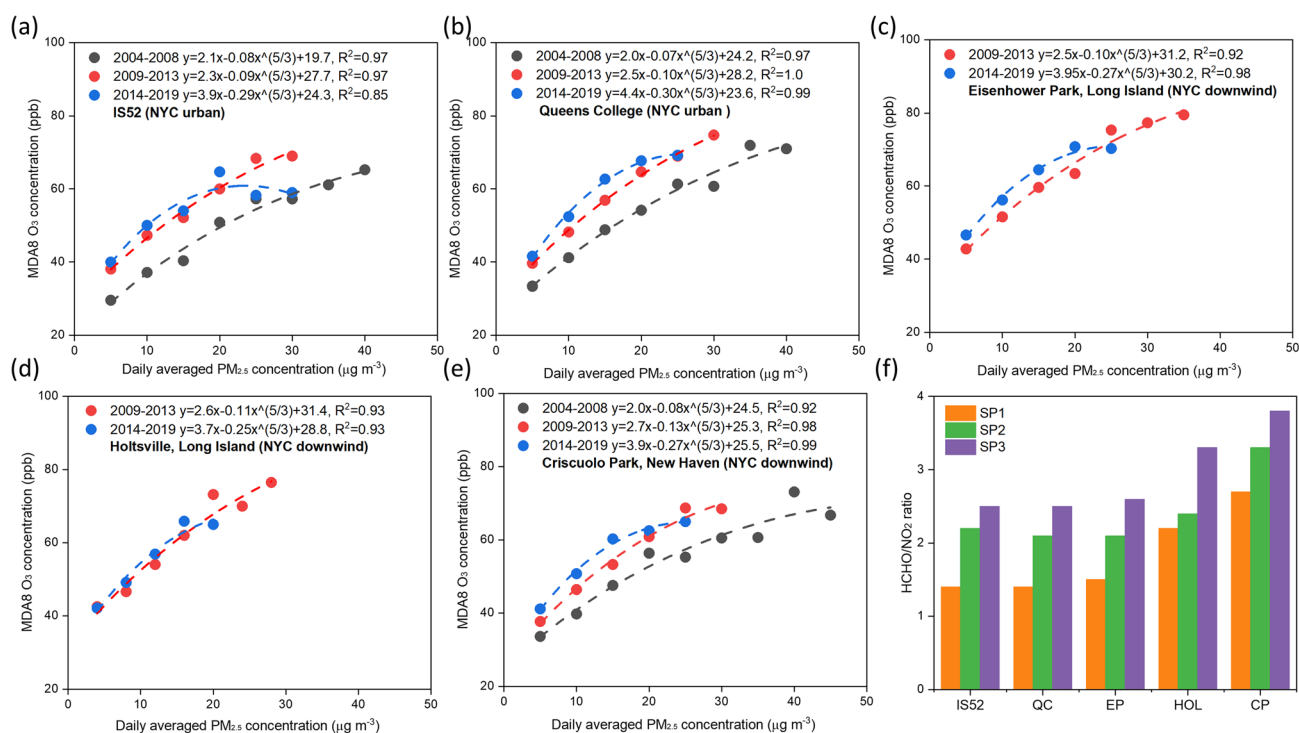 (a)
100
80
60
40
20
0 10 20 30 40 50
MDA8 O₃ concentration (ppb)
Daily averaged PM₂.₅ concentration (μg m⁻³)
2004-2008 y=2.1x-0.08x^(5/3)+19.7, R²=0.97
2009-2013 y=2.3x-0.09x^(5/3)+27.7, R²=0.97
2014-2019 y=3.9x-0.29x^(5/3)+24.3, R²=0.85
IS52 (NYC urban)
(b)
100
80
60
40
20
0 10 20 30 40 50
MDA8 O₃ concentration (ppb)
Daily averaged PM₂.₅ concentration (μg m⁻³)
2004-2008 y=2.0x-0.07x^(5/3)+24.2, R²=0.97
2009-2013 y=2.5x-0.10x^(5/3)+28.2, R²=1.0
2014-2019 y=4.4x-0.30x^(5/3)+23.6, R²=0.99
Queens College (NYC urban )
(c)
100
80
60
40
20
0 10 20 30 40 50
MDA8 O₃ concentration (ppb)
Daily averaged PM₂.₅ concentration (μg m⁻³)
2009-2013 y=2.5x-0.10x^(5/3)+31.2, R²=0.92
2014-2019 y=3.95x-0.27x^(5/3)+30.2, R²=0.98
Eisenhower Park, Long Island (NYC downwind)
(d)
100
80
60
40
20
0 10 20 30 40 50
MDA8 O₃ concentration (ppb)
Daily averaged PM₂.₅ concentration (μg m⁻³)
2009-2013 y=2.6x-0.11x^(5/3)+31.4, R²=0.93
2014-2019 y=3.7x-0.25x^(5/3)+28.8, R²=0.93
Holtsville, Long Island (NYC downwind)
(e)
100
80
60
40
20
0 10 20 30 40 50
MDA8 O₃ concentration (ppb)
Daily averaged PM₂.₅ concentration (μg m⁻³)
2004-2008 y=2.0x-0.08x^(5/3)+24.5, R²=0.92
2009-2013 y=2.7x-0.13x^(5/3)+25.3, R²=0.98
2014-2019 y=3.9x-0.27x^(5/3)+25.5, R²=0.99
Criscuolo Park, New Haven (NYC downwind)
(f)
4
2
1
0
HCHO/NO₂ ratio
SP1
SP2
SP3
IS52 QC EP HOL CP